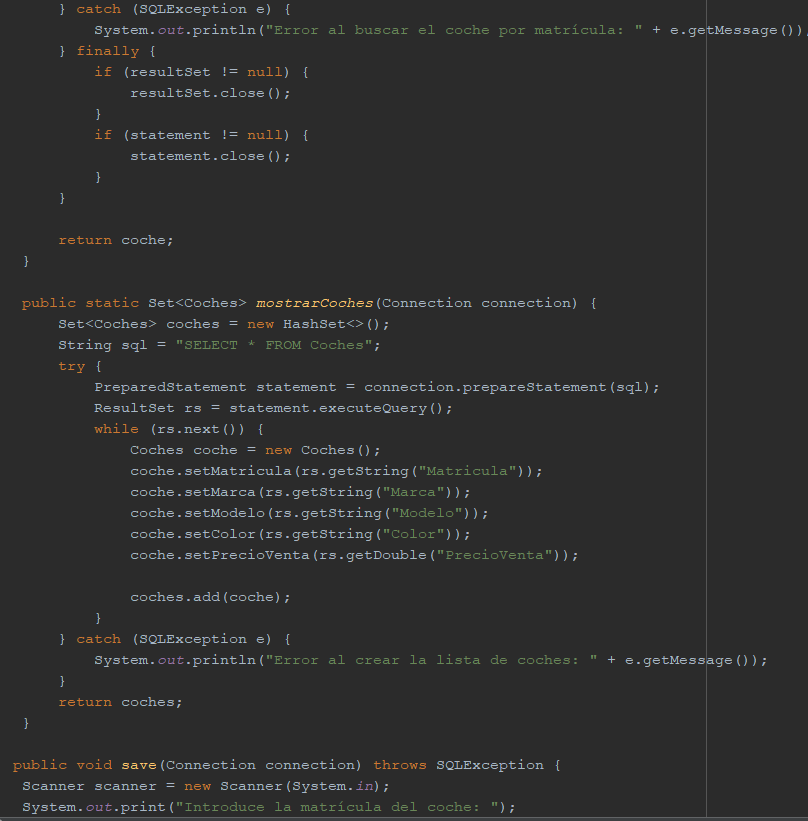 } catch (SQLException e) {
System.out.println("Error al buscar el coche por matrícula: " + e.getMessage());
} finally {
if (resultSet != null) {
resultSet.close();
}
if (statement != null) {
statement.close();
}
}
return coche;
}
public static Set<Coches> mostrarCoches(Connection connection) {
Set<Coches> coches = new HashSet<>();
String sql = "SELECT * FROM Coches";
try {
PreparedStatement statement = connection.prepareStatement(sql);
ResultSet rs = statement.executeQuery();
while (rs.next()) {
Coches coche = new Coches();
coche.setMatricula(rs.getString("Matricula"));
coche.setMarca(rs.getString("Marca"));
coche.setModelo(rs.getString("Modelo"));
coche.setColor(rs.getString("Color"));
coche.setPrecioVenta(rs.getDouble("PrecioVenta"));
coches.add(coche);
}
} catch (SQLException e) {
System.out.println("Error al crear la lista de coches: " + e.getMessage());
}
return coches;
}
public void save(Connection connection) throws SQLException {
Scanner scanner = new Scanner(System.in);
System.out.print("Introduce la matrícula del coche: ");